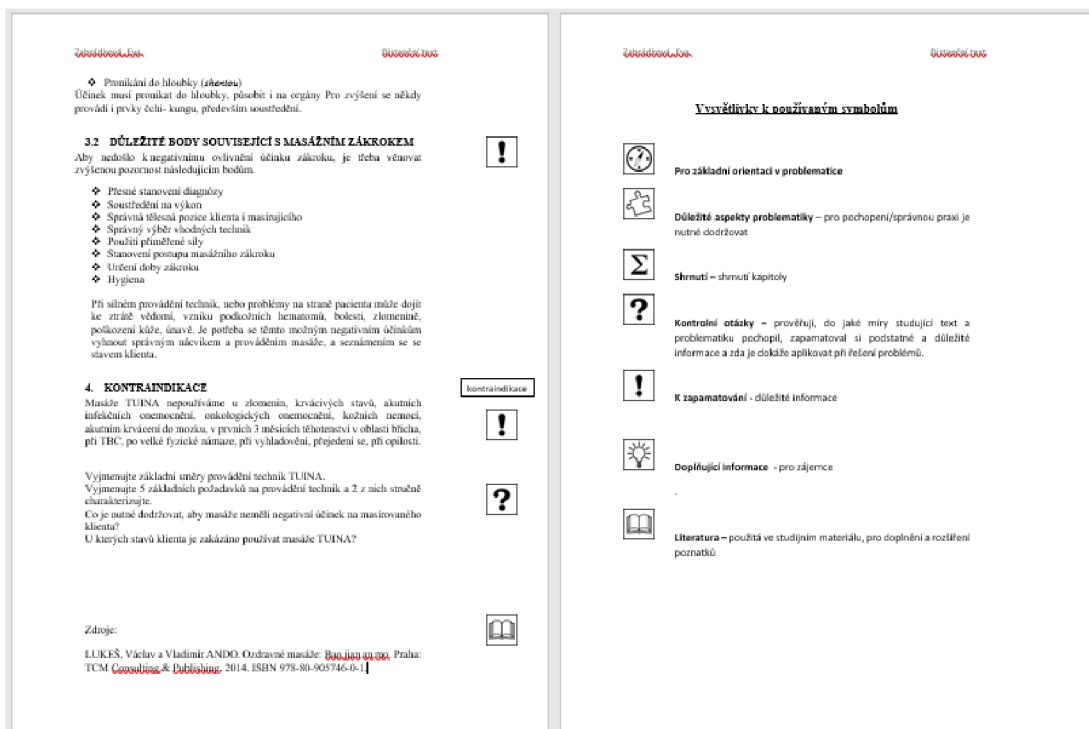 Zahrádková, Eva
Distanční text
❖ Pronikání do hloubky (shentou)
Účinek musí pronikat do hloubky, působit i na orgány Pro zvýšení se někdy
provádí i prvky čchi- kungu, především soustředění.
3.2 DŮLEŽITÉ BODY SOUVISEJÍCÍ S MASÁŽNÍM ZÁKROKEM
Aby nedošlo k negativnímu ovlivnění účinku zákroku, je třeba věnovat
zvýšenou pozornost následujícím bodům.
❖ Přesné stanovení diagnózy
❖ Soustředění na výkon
❖ Správná tělesná pozice klienta i masírujícího
❖ Správný výběr vhodných technik
❖ Použití přiměřené síly
❖ Stanovení postupu masážního zákroku
❖ Určení doby zákroku
❖ Hygiena
Při silném provádění technik, nebo problémy na straně pacienta může dojít
ke ztrátě vědomí, vzniku podkožních hematomů, bolesti, zlomenině,
poškození kůže, únavě. Je potřeba se těmto možným negativním účinkům
vyhnout správným nácvikem a prováděním masáže, a seznámením se se
stavem klienta.
4. KONTRAINDIKACE
kontraindikace
Masáže TUINA nepoužíváme u zlomenin, krvácivých stavů, akutních
infekčních onemocnění, onkologických onemocnění, kožních nemocí,
akutním krvácení do mozku, v prvních 3 měsících těhotenství v oblasti břicha,
při TBC, po velké fyzické námaze, při vyhladovění, přejedení se, při opilosti.
Vyjmenujte základní směry provádění technik TUINA.
Vyjmenujte 5 základních požadavků na provádění technik a 2 z nich stručně
charakterizujte.
Co je nutné dodržovat, aby masáže neměli negativní účinek na masírovaného
klienta?
U kterých stavů klienta je zakázáno používat masáže TUINA?
Zdroje:
LUKEŠ, Václav a Vladimír ANDO. Ozdravné masáže: Bao jian an mo. Praha:
TCM Consulting & Publishing, 2014. ISBN 978-80-905746-0-1.
Zahrádková, Eva
Distanční text
Vysvětlivky k používaným symbolům
Pro základní orientaci v problematice
Důležité aspekty problematiky – pro pochopení/správnou praxi je
nutné dodržovat
Shrnutí – shrnutí kapitoly
Kontrolní otázky – prověřují, do jaké míry studující text a
problematiku pochopil, zapamatoval si podstatné a důležité
informace a zda je dokáže aplikovat při řešení problémů.
K zapamatování - důležité informace
Doplňující informace - pro zájemce
.
Literatura – použitá ve studijním materiálu, pro doplnění a rozšíření
poznatků